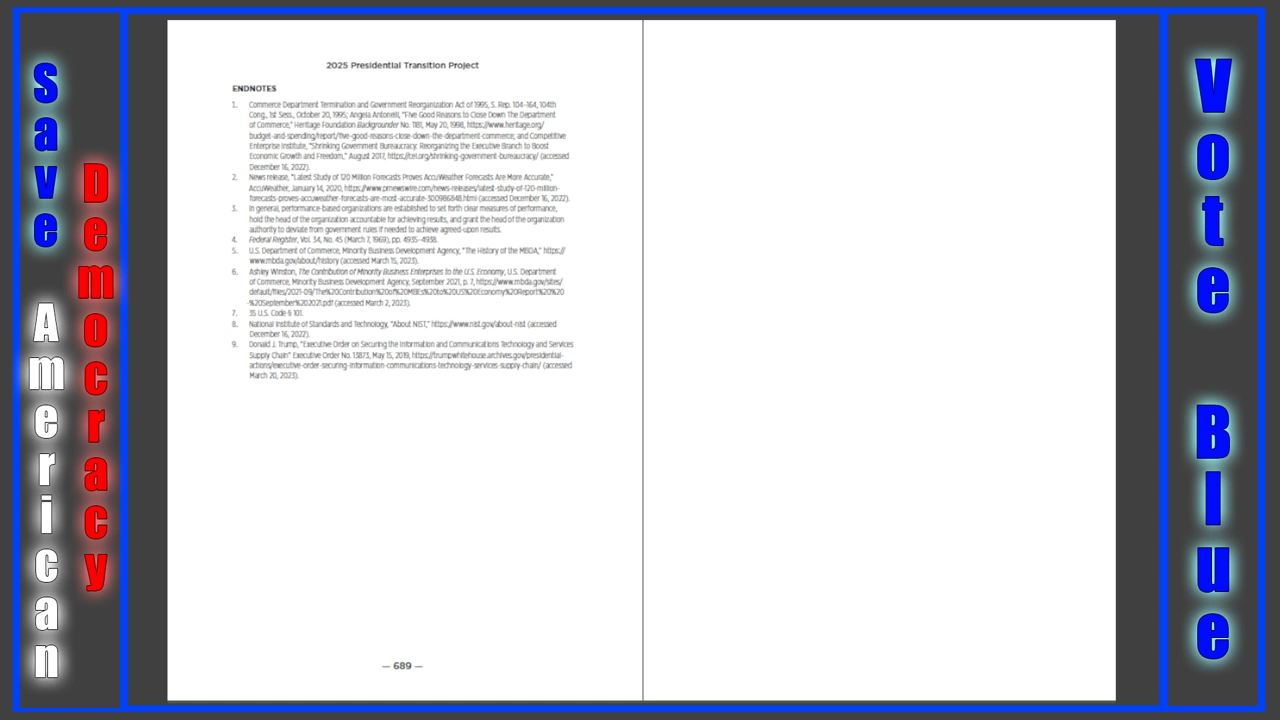 Save
American
Democracy
2025 Presidential Transition Project
ENDNOTES
1. Commerce Department Termination and Government Reorganization Act of 1995, S. Rep. 104-164, 104th
Cong., 1st Sess., October 20, 1995; Angela Antonelli, "Five Good Reasons to Close Down The Department
of Commerce," Heritage Foundation Backgrounder No. 1181, May 20, 1998, https://www.heritage.org/
budget-and-spending/report/five-good-reasons-close-down-the-department-commerce; and Competitive
Enterprise Institute, "Shrinking Government Bureaucracy: Reorganizing the Executive Branch to Boost
Economic Growth and Freedom," August 2017, https://cei.org/shrinking-government-bureaucracy/ (accessed
December 16, 2022).
2. News release, "Latest Study of 120 Million Forecasts Proves AccuWeather Forecasts Are More Accurate,"
AccuWeather, January 14, 2020, https://www.prnewswire.com/news-releases/latest-study-of-120-million-
forecasts-proves-accuweather-forecasts-are-most-accurate-300986848.html (accessed December 16, 2022).
3. In general, performance-based organizations are established to set forth clear measures of performance,
hold the head of the organization accountable for achieving results, and grant the head of the organization
authority to deviate from government rules if needed to achieve agreed-upon results.
4. Federal Register, Vol. 34, No. 45 (March 7, 1969), pp. 4935-4938.
5. U.S. Department of Commerce, Minority Business Development Agency, "The History of the MBDA," https://
www.mbda.gov/about/history (accessed March 15, 2023).
6. Ashley Winston, The Contribution of Minority Business Enterprises to the U.S. Economy, U.S. Department
of Commerce, Minority Business Development Agency, September 2021, p. 7, https://www.mbda.gov/sites/
default/files/2021-09/The%20Contribution%20of%20MBEs%20to%20US%20Economy%20Report%20%20
-%20September%202021.pdf (accessed March 2, 2023).
7. 35 U.S. Code § 101.
8. National Institute of Standards and Technology, "About NIST," https://www.nist.gov/about-nist (accessed
December 16, 2022).
9. Donald J. Trump, "Executive Order on Securing the Information and Communications Technology and Services
Supply Chain" Executive Order No. 13873, May 15, 2019, https://trumpwhitehouse.archives.gov/presidential-
actions/executive-order-securing-information-communications-technology-services-supply-chain/ (accessed
March 20, 2023).
— 689 —
Vote
Blue